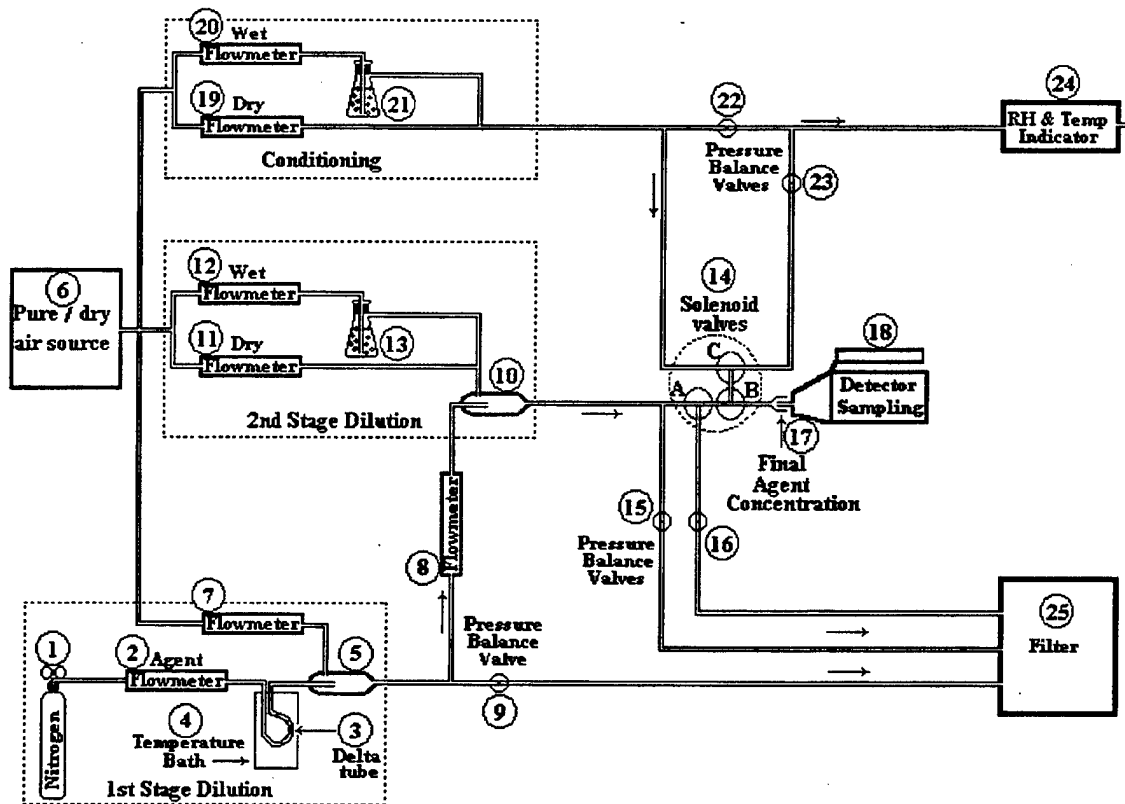 20
Wet
Flowmeter
19
Dry
Flowmeter
21
Conditioning
22
Pressure
Balance
Valves
23
24
RH & Temp
Indicator
6
Pure / dry
air source
12
Wet
Flowmeter
11
Dry
Flowmeter
13
10
2nd Stage Dilution
14
Solenoid
valves
C
A
B
18
Detector
Sampling
17
Final
Agent
Concentration
15
Pressure
Balance
Valves
16
8
Flowmeter
7
Flowmeter
1
2
Agent
Flowmeter
5
Pressure
Balance
Valve
9
4
Temperature
Bath
3
Delta
tube
Nitrogen
1st Stage Dilution
25
Filter